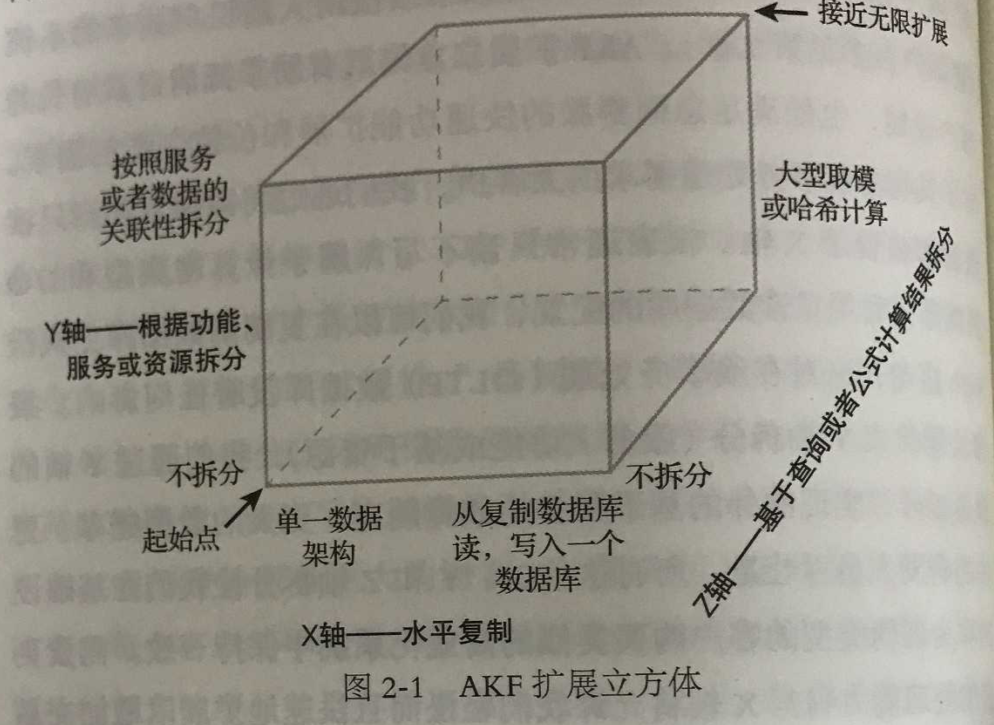 接近无限扩展
按照服务
或者数据的
关联性拆分
大型取模
或哈希计算
Y轴——根据功能、
服务或资源拆分
Z轴——基于查询或者公式计算结果拆分
不拆分
不拆分
起始点
单一数据
架构
从复制数据库
读，写入一个
数据库
X轴——水平复制
图 2-1 AKF 扩展立方体